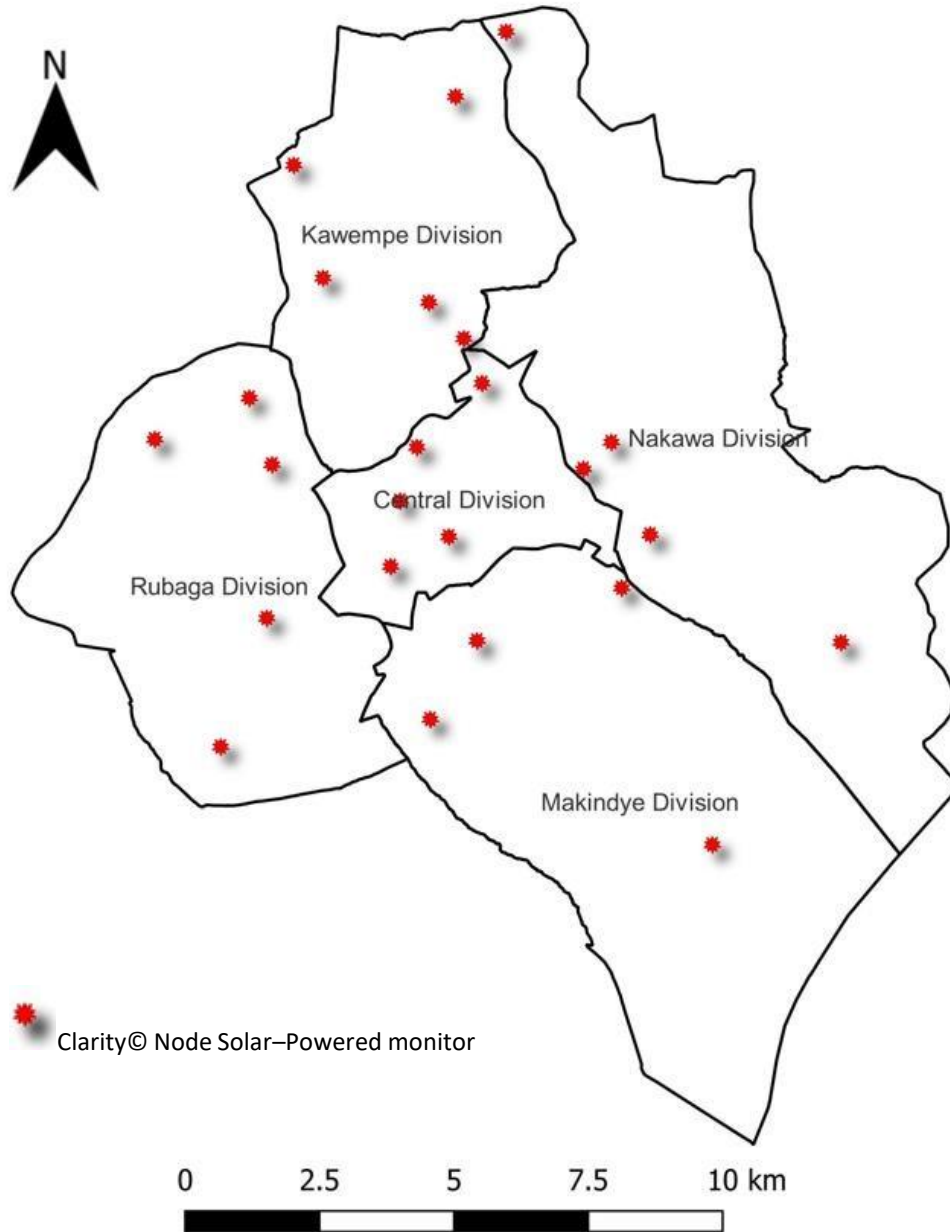 N
Kawempe Division
Nakawa Division
Central Division
Rubaga Division
Makindye Division
Clarity© Node Solar–Powered monitor
0 2.5 5 7.5 10 km